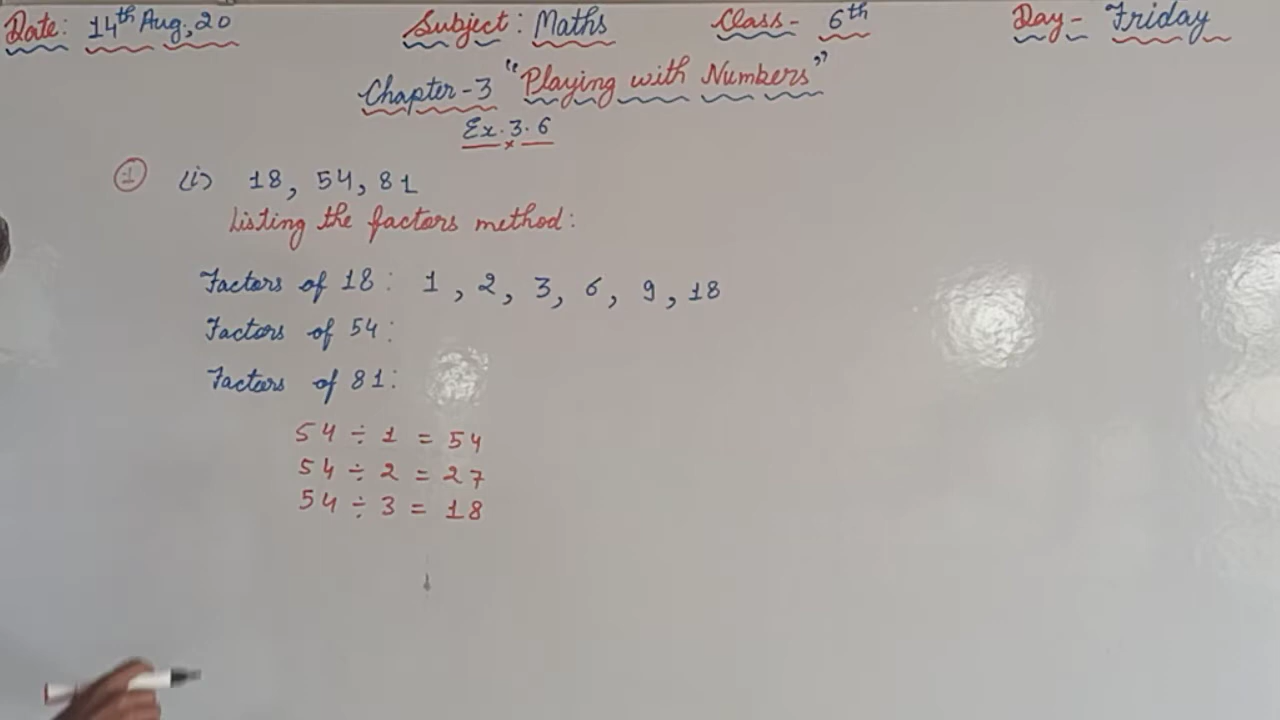 Date: 14th Aug, 20 Subject: Maths Class- 6th Day- Friday
Chapter-3 "Playing with Numbers"
Ex. 3.6
1 (i) 18, 54, 81
Listing the factors method:
Factors of 18: 1, 2, 3, 6, 9, 18
Factors of 54:
Factors of 81:
54 ÷ 1 = 54
54 ÷ 2 = 27
54 ÷ 3 = 18